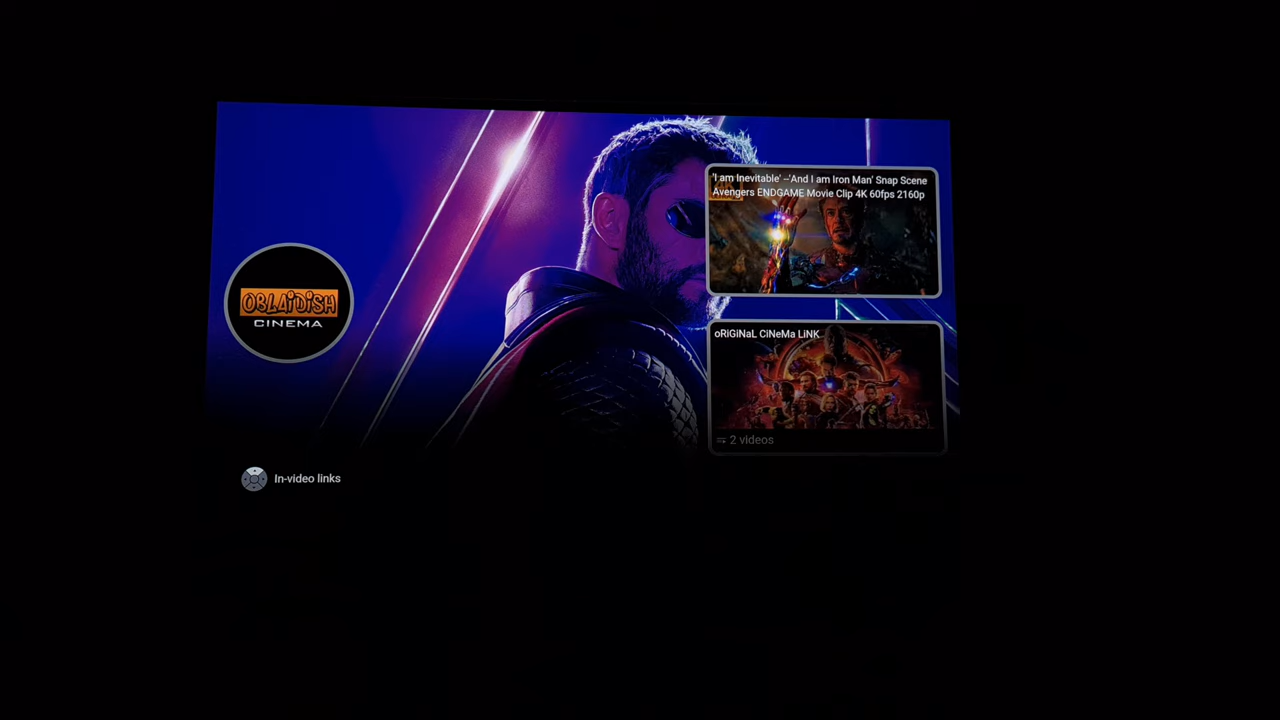 'I am Inevitable' –'And I am Iron Man' Snap Scene
Avengers ENDGAME Movie Clip 4K 60fps 2160p
OBLAiDiSH
CINEMA
oRiGiNaL CiNeMa LiNK
2 videos
In-video links